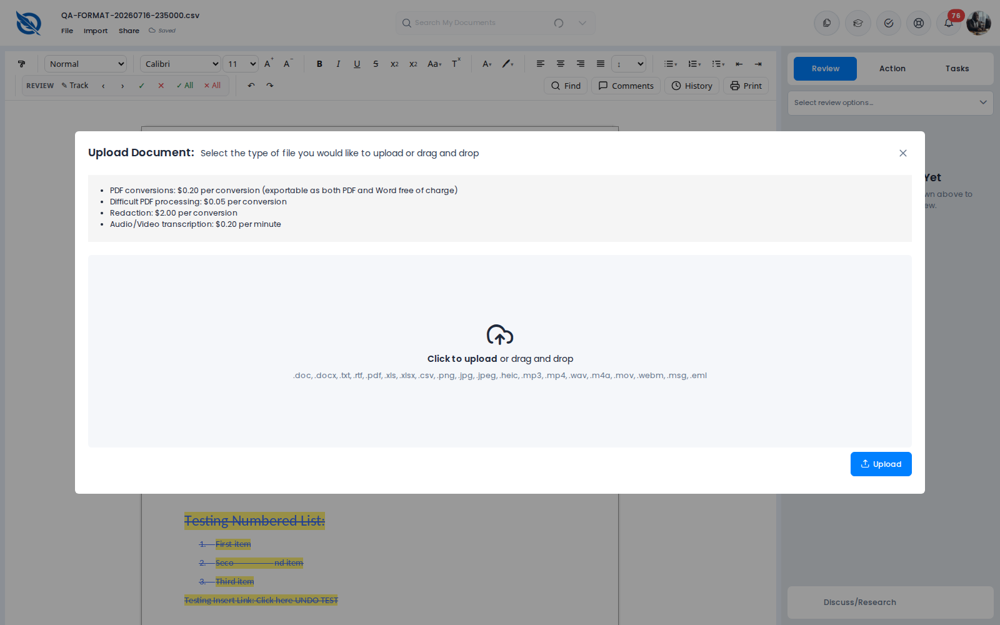 QA-FORMAT-20260716-235000.csv
File Import Share Saved
Search My Documents
76
Normal Calibri 11 A+ A− B I U S x2 x2 Aa Tx A
REVIEW ✎ Track ‹ › ✓ ✕ ✓ All ✕ All ↶ ↷ Find Comments History Print
Review Action Tasks
Select review options...
Upload Document: Select the type of file you would like to upload or drag and drop
• PDF conversions: $0.20 per conversion (exportable as both PDF and Word free of charge)
• Difficult PDF processing: $0.05 per conversion
• Redaction: $2.00 per conversion
• Audio/Video transcription: $0.20 per minute
Yet
wn above to
ew.
Click to upload or drag and drop
.doc, .docx, .txt, .rtf, .pdf, .xls, .xlsx, .csv, .png, .jpg, .jpeg, .heic, .mp3, .mp4, .wav, .m4a, .mov, .webm, .msg, .eml
Upload
Testing Numbered List:
1. First item
2. Seco nd item
3. Third item
Testing Insert Link: Click here UNDO TEST
Discuss/Research